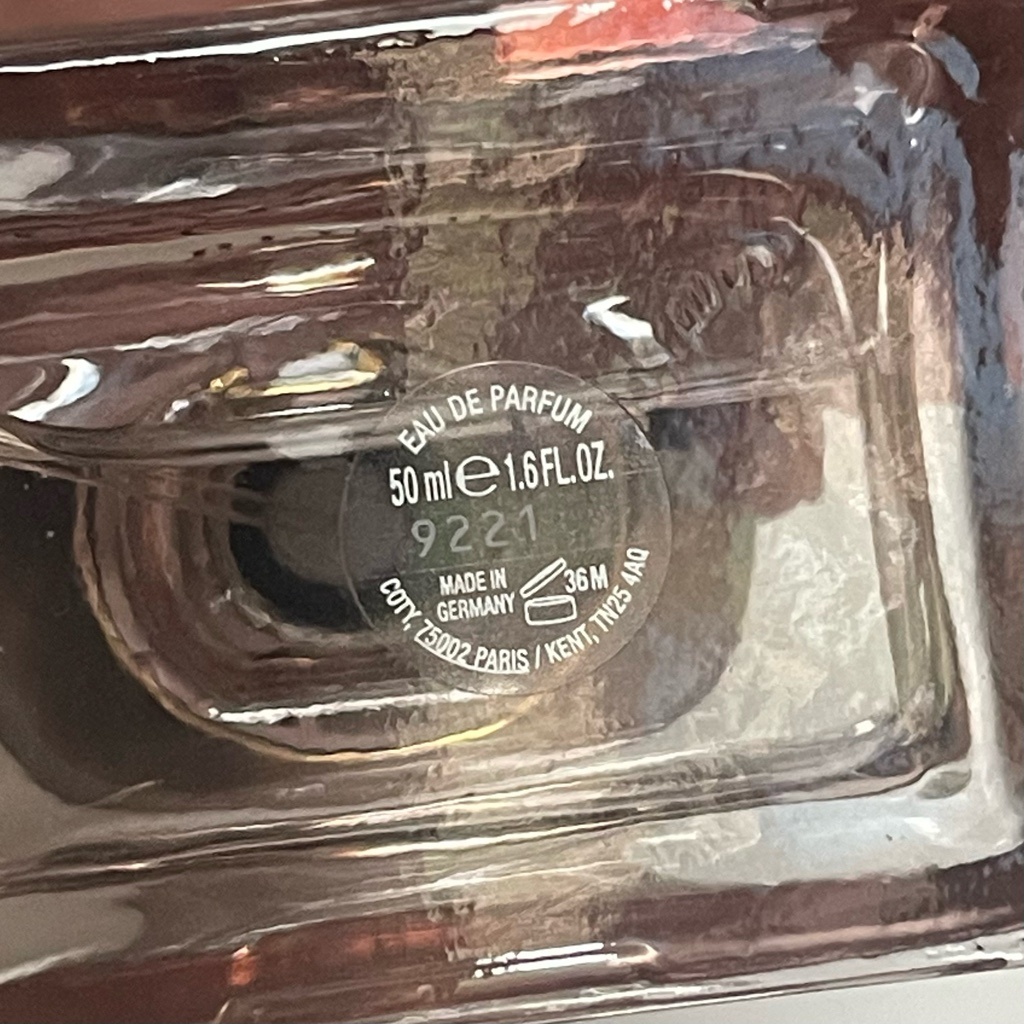 EAU DE PARFUM
50 ml ℮ 1.6 FL. OZ.
9221
MADE IN
GERMANY
36M
COTY, 75002 PARIS / KENT, TN25 4AQ